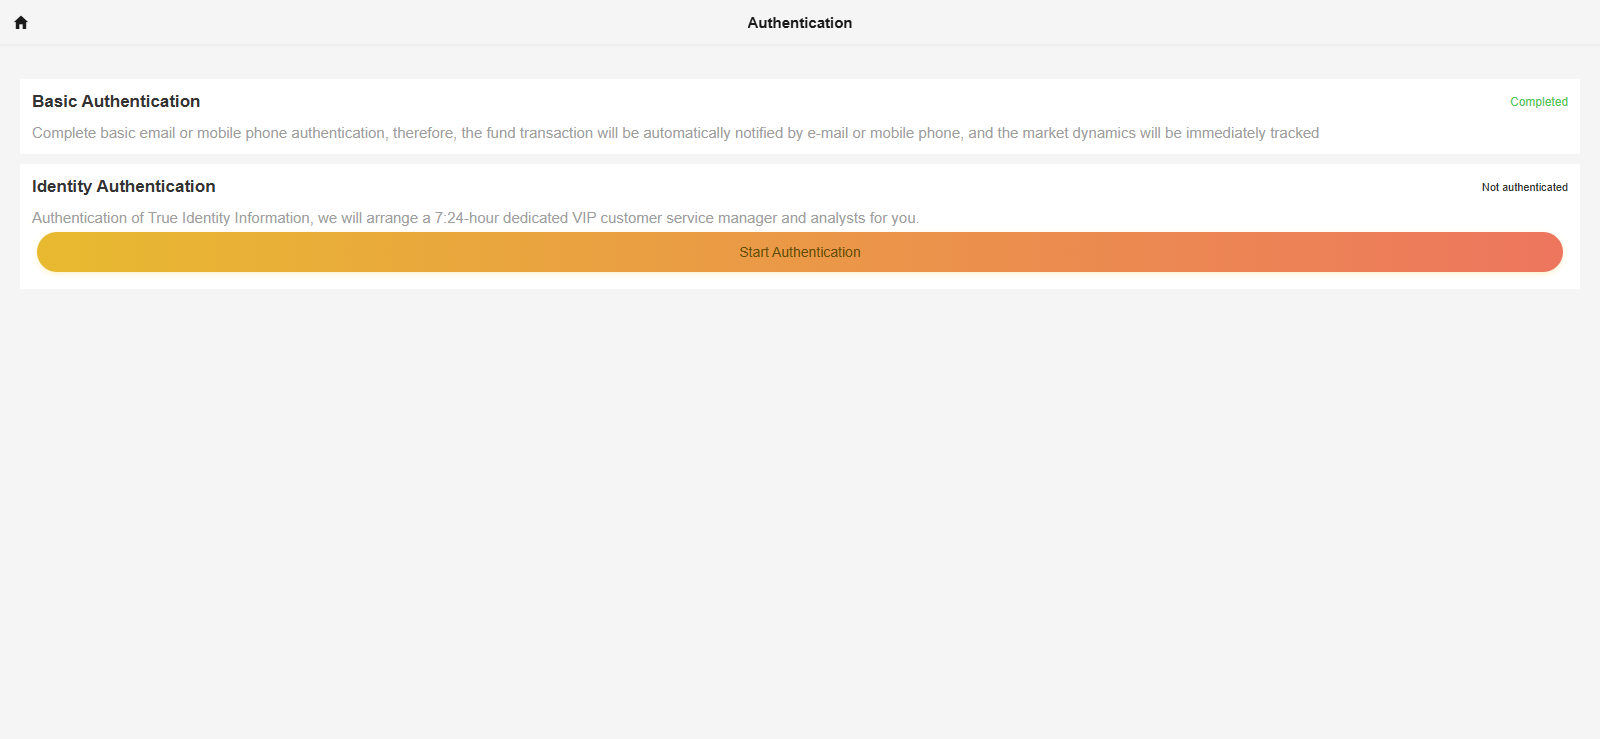 Authentication
Basic Authentication
Completed
Complete basic email or mobile phone authentication, therefore, the fund transaction will be automatically notified by e-mail or mobile phone, and the market dynamics will be immediately tracked
Identity Authentication
Not authenticated
Authentication of True Identity Information, we will arrange a 7:24-hour dedicated VIP customer service manager and analysts for you.
Start Authentication